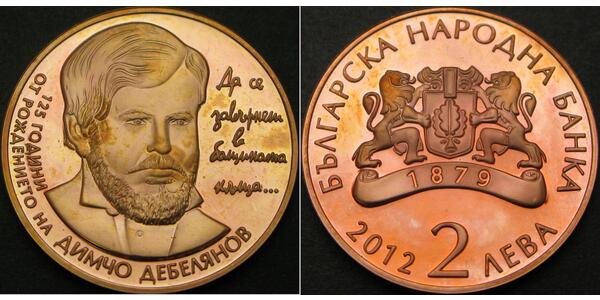 125 ГОДИНИ
ОТ РОЖДЕНИЕТО НА ДИМЧО ДЕБЕЛЯНОВ
Да се
завърнеш
в
бащината
къща...
БЪЛГАРСКА НАРОДНА БАНКА
1879
2012 2 ЛЕВА